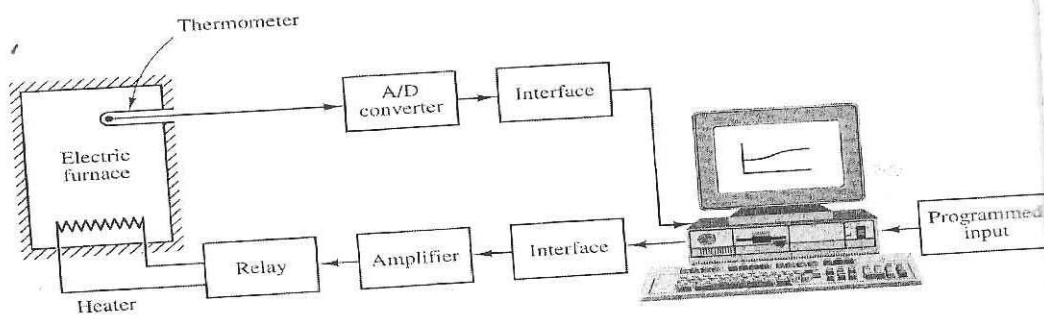 Thermometer
A/D
converter
Interface
Electric
furnace
Programmed
input
Relay
Amplifier
Interface
Heater